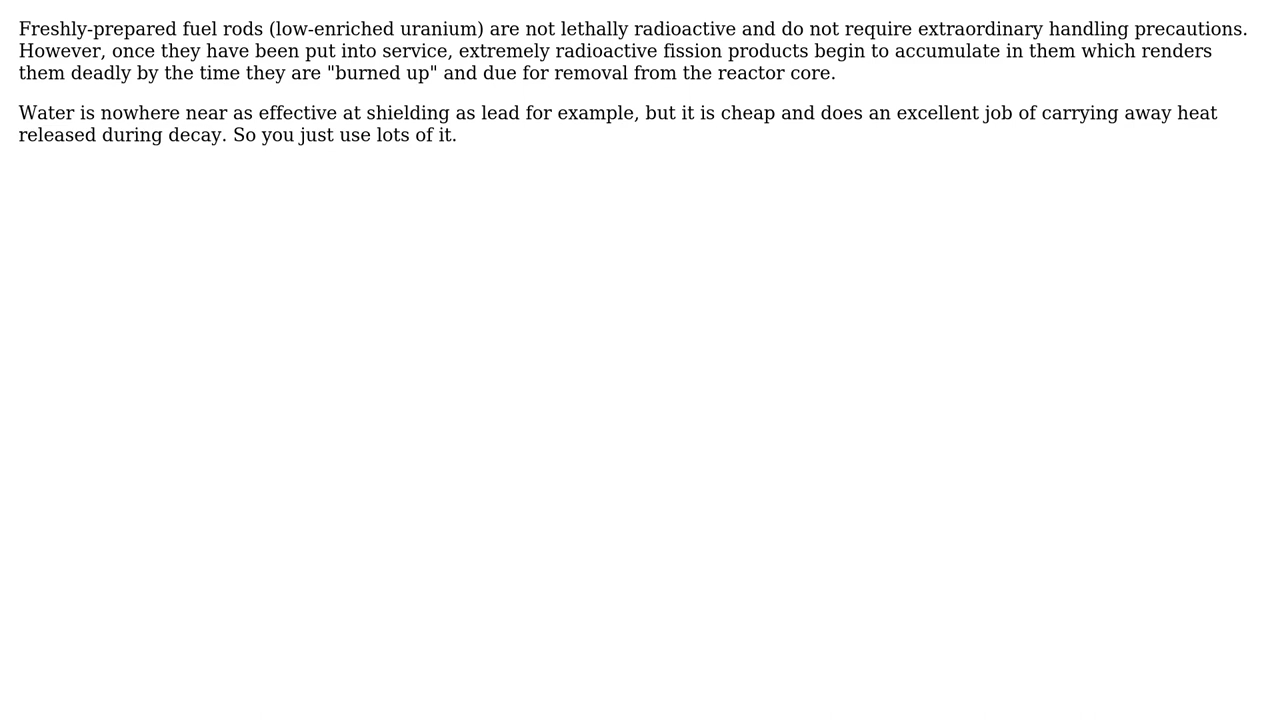 Freshly-prepared fuel rods (low-enriched uranium) are not lethally radioactive and do not require extraordinary handling precautions.
However, once they have been put into service, extremely radioactive fission products begin to accumulate in them which renders
them deadly by the time they are "burned up" and due for removal from the reactor core.
Water is nowhere near as effective at shielding as lead for example, but it is cheap and does an excellent job of carrying away heat
released during decay. So you just use lots of it.